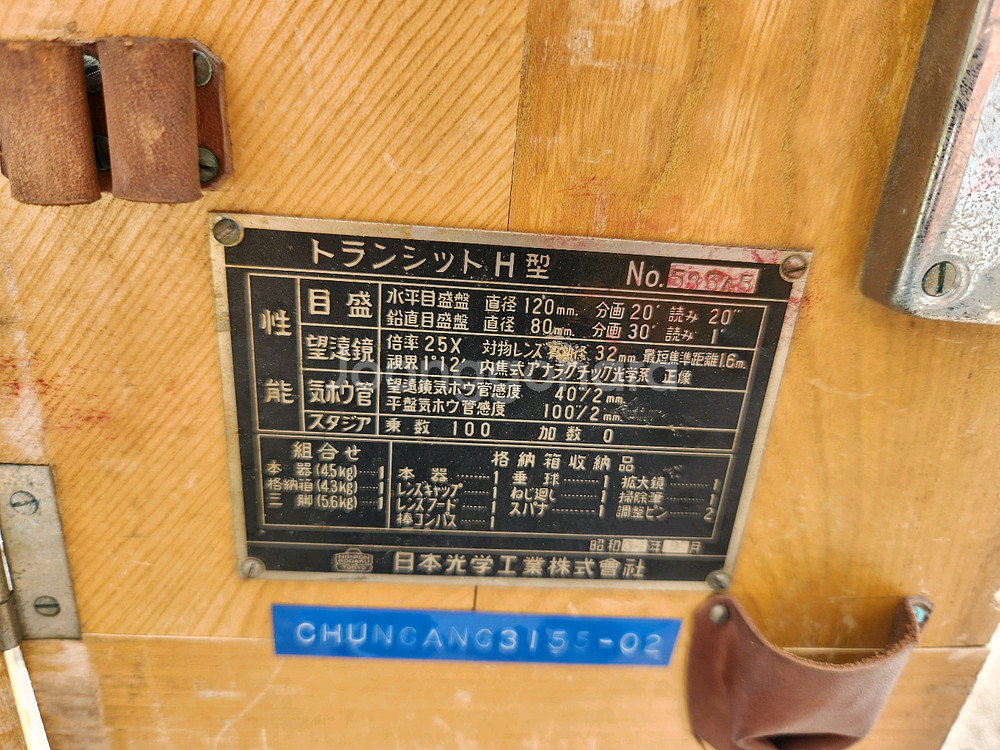 トランシット H 型
No.
性能
目盛
水平目盛盤 直径 120mm. 分画 20' 読み 20"
鉛直目盛盤 直径 80mm. 分画 30' 読み 1'
望遠鏡
倍率 25X 対物レンズ 径 32mm 最短焦準距離 1.6m.
視界 1°12' 内焦式アナラクチック光学系 正像
気ホウ管
望遠鏡気ホウ管感度 40"/2mm.
平盤気ホウ管感度 100"/2mm.
スタジア 乗数 100 加数 0
組合せ
本器 (4.5kg)……1
格納箱 (4.3kg)……1
三脚 (5.6kg)……1
格納箱収納品
本器……1 垂球……1 拡大鏡……1
レンズキャップ……1 ねじ廻し……1 掃除筆……1
レンズフード……1 スパナ……1 調整ピン……2
棒コンパス……1
昭和 年 月
NIPPON KOGAKU TOKYO
日本光学工業株式會社
CHUNGANG3155-02